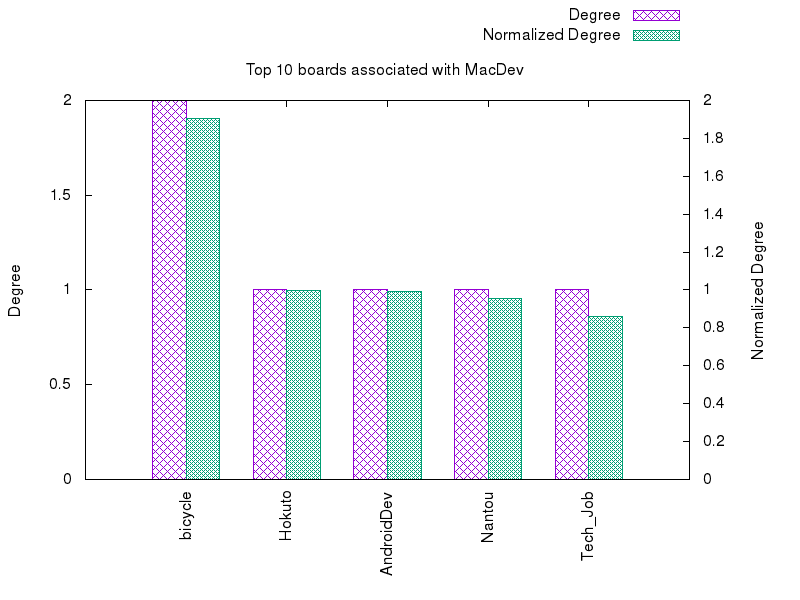 Degree
Normalized Degree
Top 10 boards associated with MacDev
2
1.5
1
0.5
0
Degree
2
1.8
1.6
1.4
1.2
1
0.8
0.6
0.4
0.2
0
Normalized Degree
bicycle
Hokuto
AndroidDev
Nantou
Tech_Job